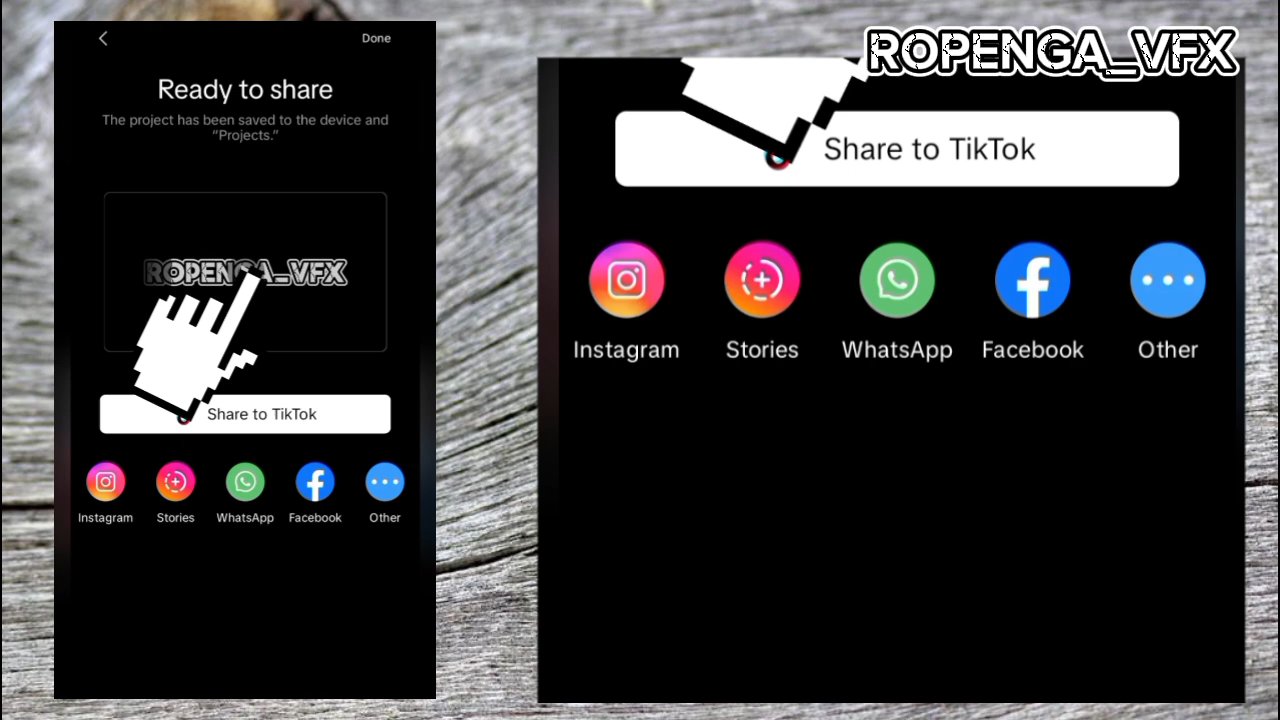 Done
Ready to share
The project has been saved to the device and
“Projects.”
ROPENGA_VFX
Share to TikTok
Instagram
Stories
WhatsApp
Facebook
Other
ROPENGA_VFX
Share to TikTok
Instagram
Stories
WhatsApp
Facebook
Other